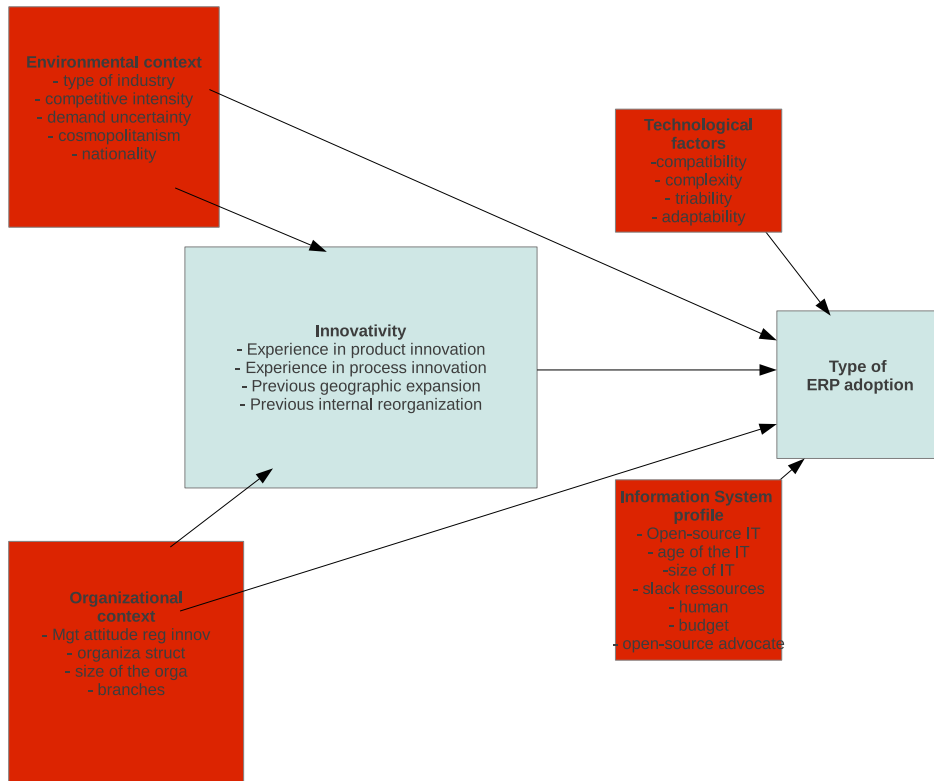 Environmental context
- type of industry
- competitive intensity
- demand uncertainty
- cosmopolitanism
- nationality
Technological
factors
-compatibility
- complexity
- triability
- adaptability
Innovativity
- Experience in product innovation
- Experience in process innovation
- Previous geographic expansion
- Previous internal reorganization
Type of
ERP adoption
Information System
profile
- Open-source IT
- age of the IT
-size of IT
- slack ressources
- human
- budget
- open-source advocate
Organizational
context
- Mgt attitude reg innov
- organiza struct
- size of the orga
- branches